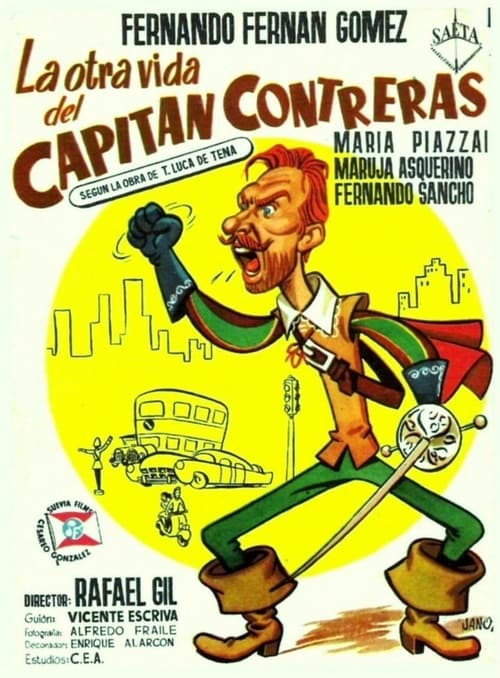 FERNANDO FERNAN GOMEZ
SAETA
La otra vida
del
CAPITAN CONTRERAS
SEGUN LA OBRA DE T. LUCA DE TENA
MARIA PIAZZAI
MARUJA ASQUERINO
FERNANDO SANCHO
SUEVIA FILMS
CESAREO GONZALEZ
DIRECTOR: RAFAEL GIL
Guión: VICENTE ESCRIVA
Fotografía: ALFREDO FRAILE
Decorador: ENRIQUE ALARCON
Estudios: C.E.A.
JANO,